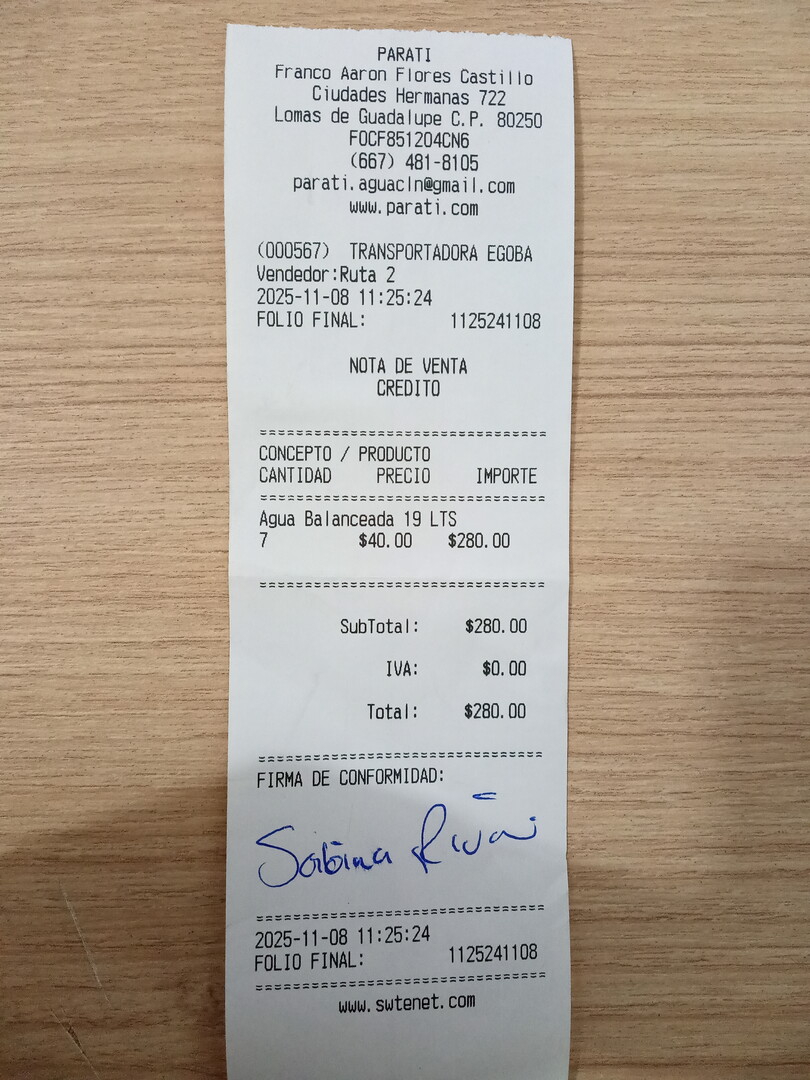 PARATI
Franco Aaron Flores Castillo
Ciudades Hermanas 722
Lomas de Guadalupe C.P. 80250
FOCF851204CN6
(667) 481-8105
parati.aguacln@gmail.com
www.parati.com
(000567) TRANSPORTADORA EGOBA
Vendedor:Ruta 2
2025-11-08 11:25:24
FOLIO FINAL: 1125241108
NOTA DE VENTA
CREDITO
================================
CONCEPTO / PRODUCTO
CANTIDAD PRECIO IMPORTE
================================
Agua Balanceada 19 LTS
7 $40.00 $280.00
================================
SubTotal: $280.00
IVA: $0.00
Total: $280.00
================================
FIRMA DE CONFORMIDAD:
Sabina
================================
2025-11-08 11:25:24
FOLIO FINAL: 1125241108
================================
www.swtenet.com